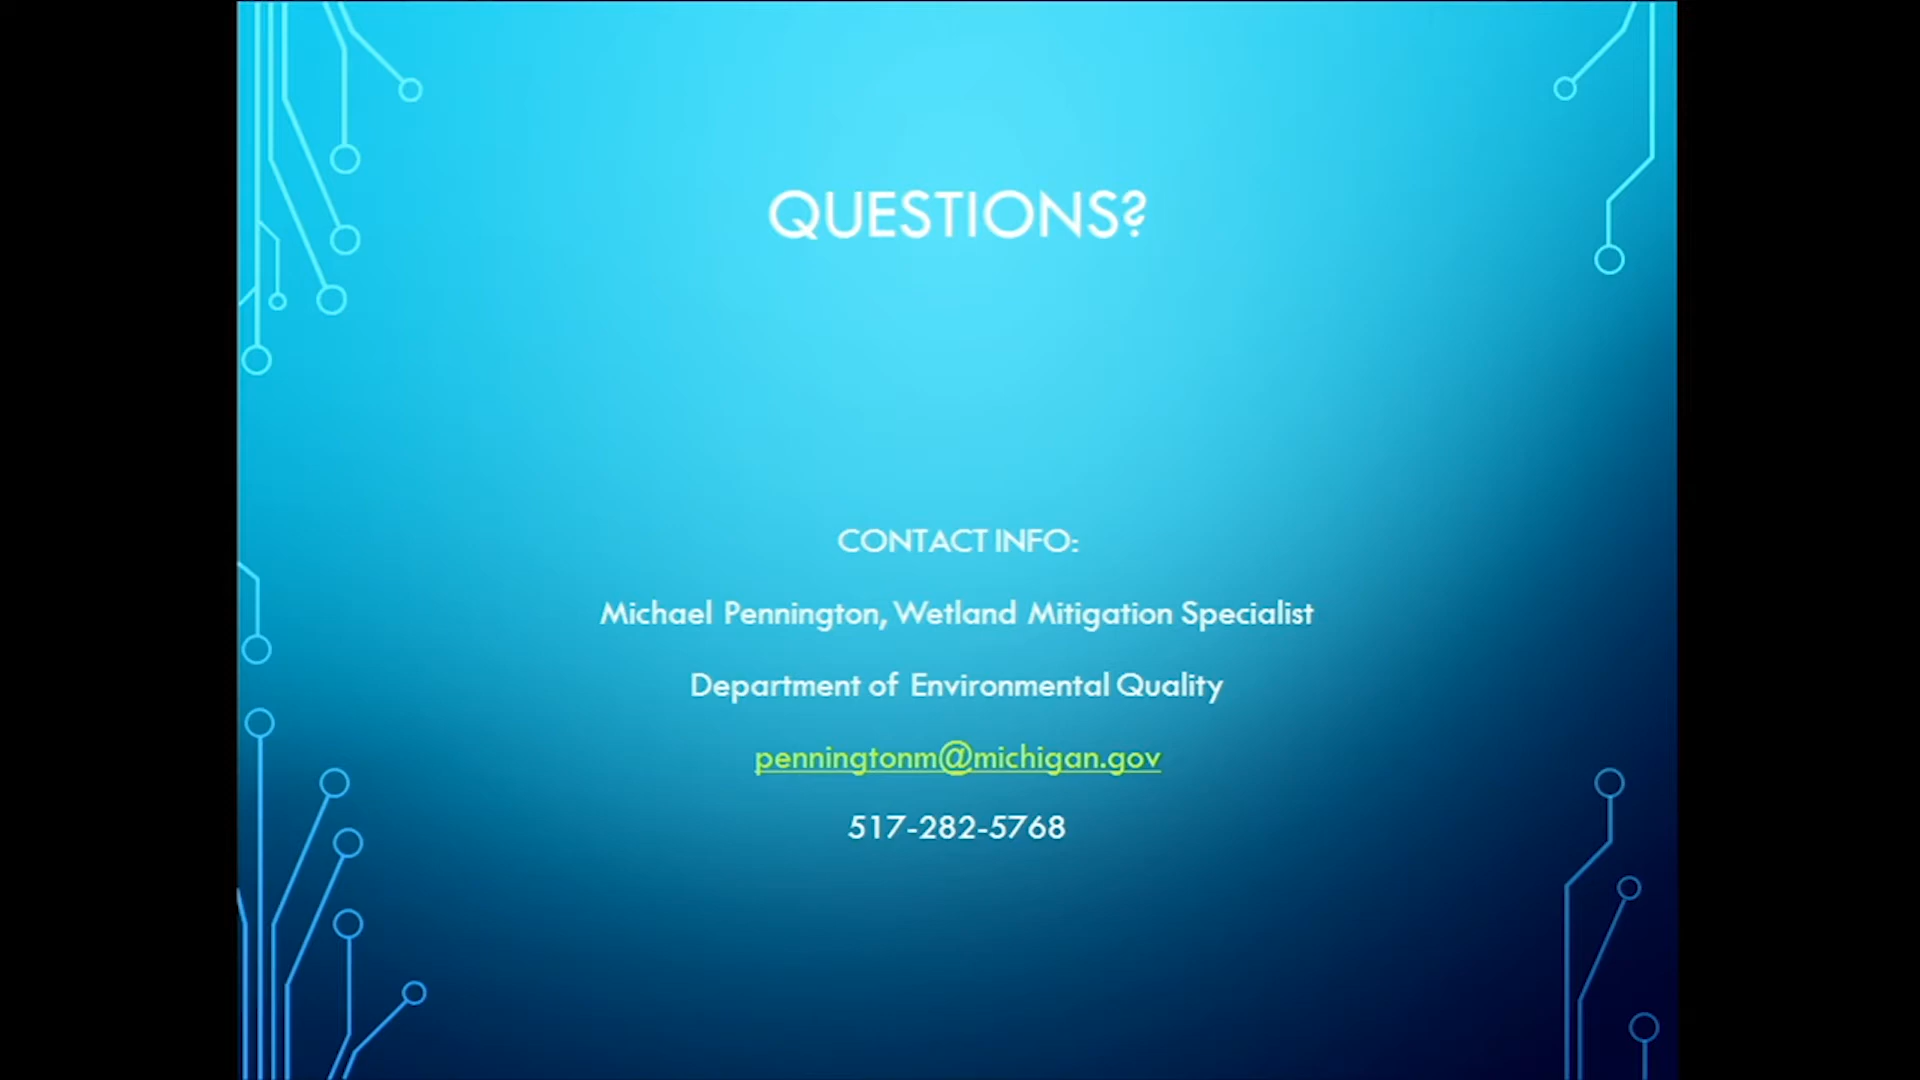 QUESTIONS?
CONTACT INFO:
Michael Pennington, Wetland Mitigation Specialist
Department of Environmental Quality
penningtonm@michigan.gov
517-282-5768